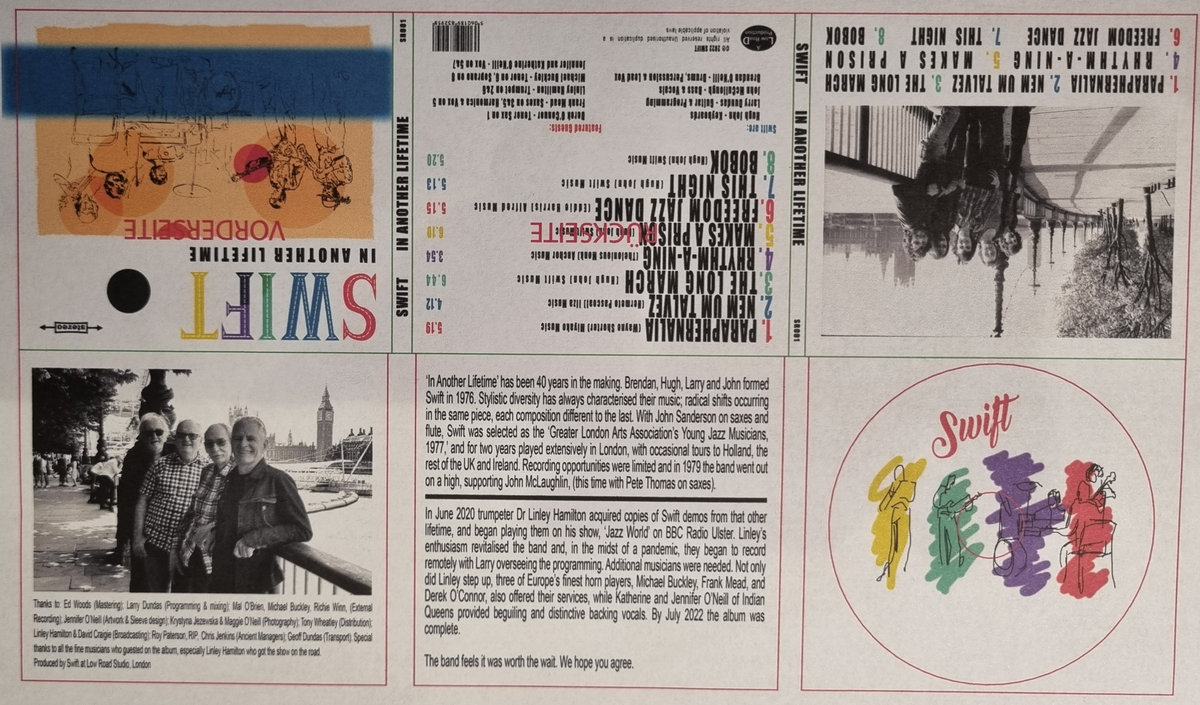 SWIFT
stereo
IN ANOTHER LIFETIME
VORDERSEITE
SWIFT IN ANOTHER LIFETIME SR001
1. PARAPHERNALIA (Wayne Shorter) Miyako Music 5.19
2. NEM UM TALVEZ (Hermeto Pascoal) Ilza Music 4.12
3. THE LONG MARCH (Hugh John) Swift Music 6.44
4. RHYTHM-A-NING (Thelonious Monk) Another Music 3.54
5. MAKES A PRISON (Hugh John) Swift Music 6.10
RÜCKSEITE
6. FREEDOM JAZZ DANCE (Eddie Harris) Alfred Music 5.15
7. THIS NIGHT (Hugh John) Swift Music 5.13
8. BOBOK (Hugh John) Swift Music 5.20
Swift are:
Hugh John - Keyboards
Larry Dundas - Guitar & Programming
John McCullough - Bass & Vocals
Brendan O'Neill - Drums, Percussion & Lead Vox
Featured Guests:
Derek O'Connor - Tenor Sax on 1
Frank Mead - Saxes on 3&5, Harmonica & Vox on 5
Linley Hamilton - Trumpet on 2&6
Michael Buckley - Tenor on 6, Soprano on 8
Jennifer and Katherine O'Neill - Vox on 5&7
℗© 2022 SWIFT
All rights reserved Unauthorised duplication is a
violation of applicable laws
A
Low Road
Production
5060189852959
SWIFT IN ANOTHER LIFETIME SR001
1. PARAPHERNALIA 2. NEM UM TALVEZ 3. THE LONG MARCH
4. RHYTHM-A-NING 5. MAKES A PRISON
6. FREEDOM JAZZ DANCE 7. THIS NIGHT 8. BOBOK
Thanks to: Ed Woods (Mastering); Larry Dundas (Programming & mixing); Mal O'Brien, Michael Buckley, Richie Winn, (External
Recording); Jennifer O'Neill (Artwork & Sleeve design); Krystyna Jezewska & Maggie O'Neill (Photography); Tony Wheatley (Distribution);
Linley Hamilton & David Craigie (Broadcasting); Roy Paterson, RIP, Chris Jenkins (Ancient Managers); Geoff Dundas (Transport); Special
thanks to all the fine musicians who guested on the album, especially Linley Hamilton who got the show on the road.
Produced by Swift at Low Road Studio, London
'In Another Lifetime' has been 40 years in the making. Brendan, Hugh, Larry and John formed
Swift in 1976. Stylistic diversity has always characterised their music; radical shifts occurring
in the same piece, each composition different to the last. With John Sanderson on saxes and
flute, Swift was selected as the 'Greater London Arts Association's Young Jazz Musicians,
1977,' and for two years played extensively in London, with occasional tours to Holland, the
rest of the UK and Ireland. Recording opportunities were limited and in 1979 the band went out
on a high, supporting John McLaughlin, (this time with Pete Thomas on saxes).
In June 2020 trumpeter Dr Linley Hamilton acquired copies of Swift demos from that other
lifetime, and began playing them on his show, 'Jazz World' on BBC Radio Ulster. Linley's
enthusiasm revitalised the band and, in the midst of a pandemic, they began to record
remotely with Larry overseeing the programming. Additional musicians were needed. Not only
did Linley step up, three of Europe's finest horn players, Michael Buckley, Frank Mead, and
Derek O'Connor, also offered their services, while Katherine and Jennifer O'Neill of Indian
Queens provided beguiling and distinctive backing vocals. By July 2022 the album was
complete.
The band feels it was worth the wait. We hope you agree.
Swift